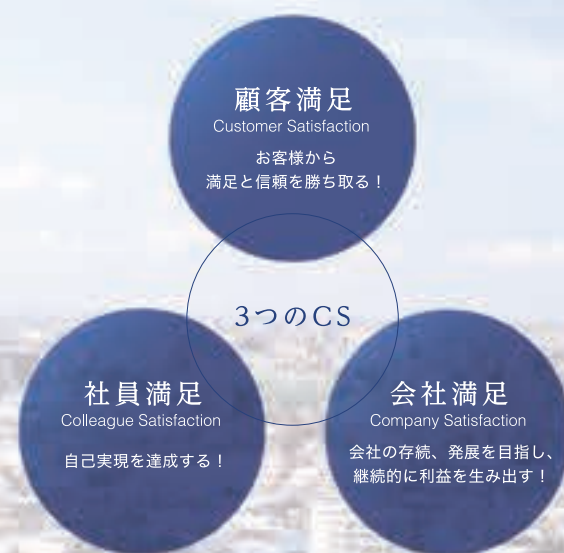 顧客満足
Customer Satisfaction
お客様から
満足と信頼を勝ち取る！
3つのCS
社員満足
Colleague Satisfaction
自己実現を達成する！
会社満足
Company Satisfaction
会社の存続、発展を目指し、
継続的に利益を生み出す！